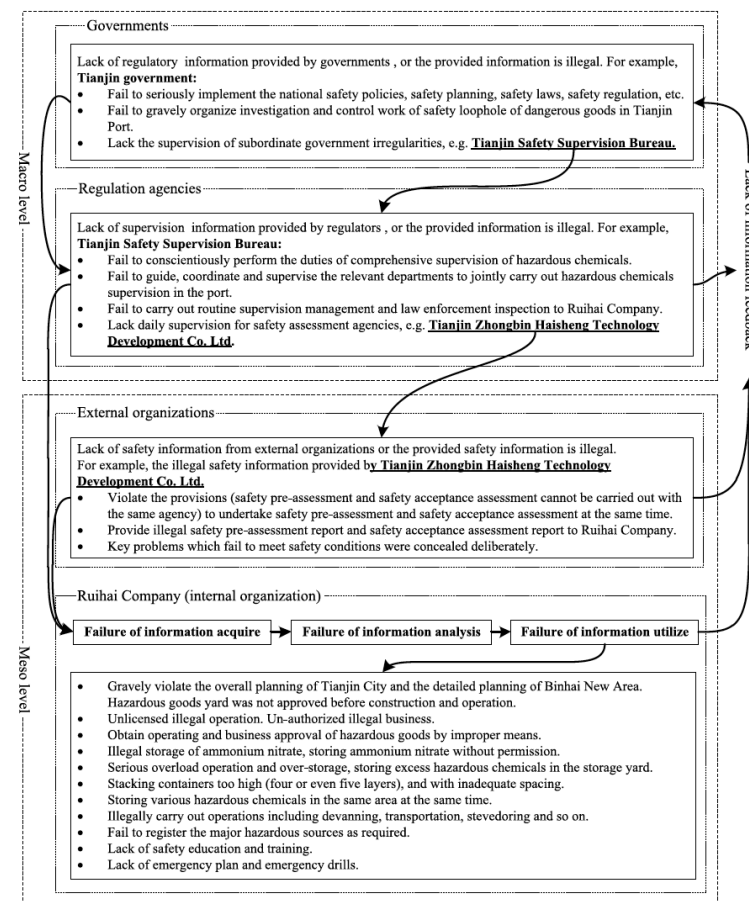 Governments
Lack of regulatory information provided by governments , or the provided information is illegal. For example,
Tianjin government:
• Fail to seriously implement the national safety policies, safety planning, safety laws, safety regulation, etc.
• Fail to gravely organize investigation and control work of safety loophole of dangerous goods in Tianjin
Port.
• Lack the supervision of subordinate government irregularities, e.g. Tianjin Safety Supervision Bureau.
Macro level
Regulation agencies
Lack of supervision information provided by regulators , or the provided information is illegal. For example,
Tianjin Safety Supervision Bureau:
• Fail to conscientiously perform the duties of comprehensive supervision of hazardous chemicals.
• Fail to guide, coordinate and supervise the relevant departments to jointly carry out hazardous chemicals
supervision in the port.
• Fail to carry out routine supervision management and law enforcement inspection to Ruihai Company.
• Lack daily supervision for safety assessment agencies, e.g. Tianjin Zhongbin Haisheng Technology
Development Co. Ltd.
External organizations
Lack of safety information from external organizations or the provided safety information is illegal.
For example, the illegal safety information provided by Tianjin Zhongbin Haisheng Technology
Development Co. Ltd.
• Violate the provisions (safety pre-assessment and safety acceptance assessment cannot be carried out with
the same agency) to undertake safety pre-assessment and safety acceptance assessment at the same time.
• Provide illegal safety pre-assessment report and safety acceptance assessment report to Ruihai Company.
• Key problems which fail to meet safety conditions were concealed deliberately.
Meso level
Ruihai Company (internal organization)
Failure of information acquire
Failure of information analysis
Failure of information utilize
• Gravely violate the overall planning of Tianjin City and the detailed planning of Binhai New Area.
Hazardous goods yard was not approved before construction and operation.
• Unlicensed illegal operation. Un-authorized illegal business.
• Obtain operating and business approval of hazardous goods by improper means.
• Illegal storage of ammonium nitrate, storing ammonium nitrate without permission.
• Serious overload operation and over-storage, storing excess hazardous chemicals in the storage yard.
• Stacking containers too high (four or even five layers), and with inadequate spacing.
• Storing various hazardous chemicals in the same area at the same time.
• Illegally carry out operations including devanning, transportation, stevedoring and so on.
• Fail to register the major hazardous sources as required.
• Lack of safety education and training.
• Lack of emergency plan and emergency drills.